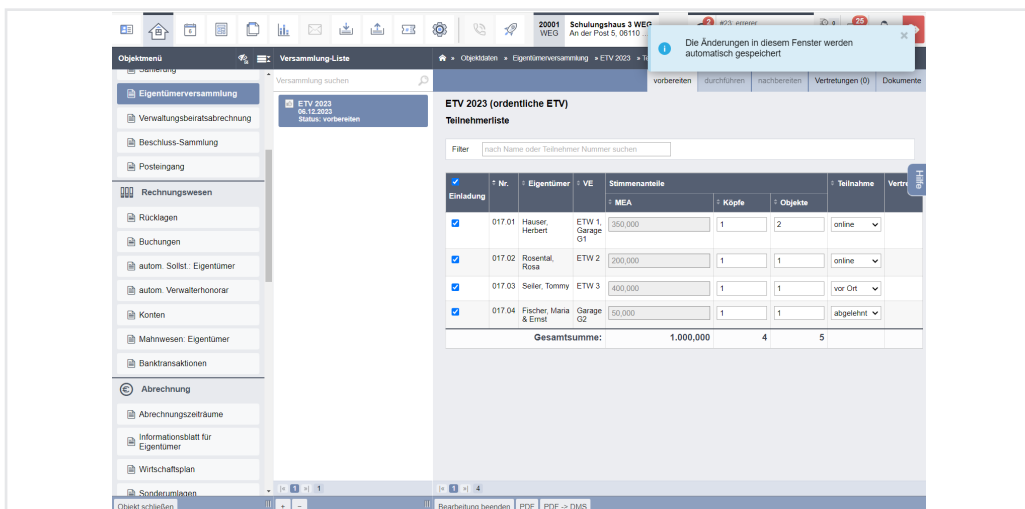 20001
WEG
Schulungshaus 3 WEG
An der Post 5, 06110 ...
2
#23
25
Die Änderungen in diesem Fenster werden
automatisch gespeichert
Objektmenü
Versammlung-Liste
» Objektdaten » Eigentümerversammlung » ETV 2023 »
Sanierung
Eigentümerversammlung
Verwaltungsbeiratsabrechnung
Beschluss-Sammlung
Posteingang
Rechnungswesen
Rücklagen
Buchungen
autom. Sollst.: Eigentümer
autom. Verwalterhonorar
Konten
Mahnwesen: Eigentümer
Banktransaktionen
Abrechnung
Abrechnungszeiträume
Informationsblatt für
Eigentümer
Wirtschaftsplan
Sonderumlagen
Objekt schließen
Versammlung suchen
ETV 2023
06.12.2023
Status: vorbereiten
1 1
+ −
vorbereiten durchführen nachbereiten Vertretungen (0) Dokumente
ETV 2023 (ordentliche ETV)
Teilnehmerliste
Filter nach Name oder Teilnehmer Nummer suchen
Hilfe
Einladung Nr. Eigentümer VE Stimmenanteile Teilnahme Vertre
MEA Köpfe Objekte
017.01 Hauser, Herbert ETW 1, Garage G1 350,000 1 2 online
017.02 Rosental, Rosa ETW 2 200,000 1 1 online
017.03 Seiler, Tommy ETW 3 400,000 1 1 vor Ort
017.04 Fischer, Maria & Ernst Garage G2 50,000 1 1 abgelehnt
Gesamtsumme: 1.000,000 4 5
1 4
Bearbeitung beenden PDF PDF -> DMS